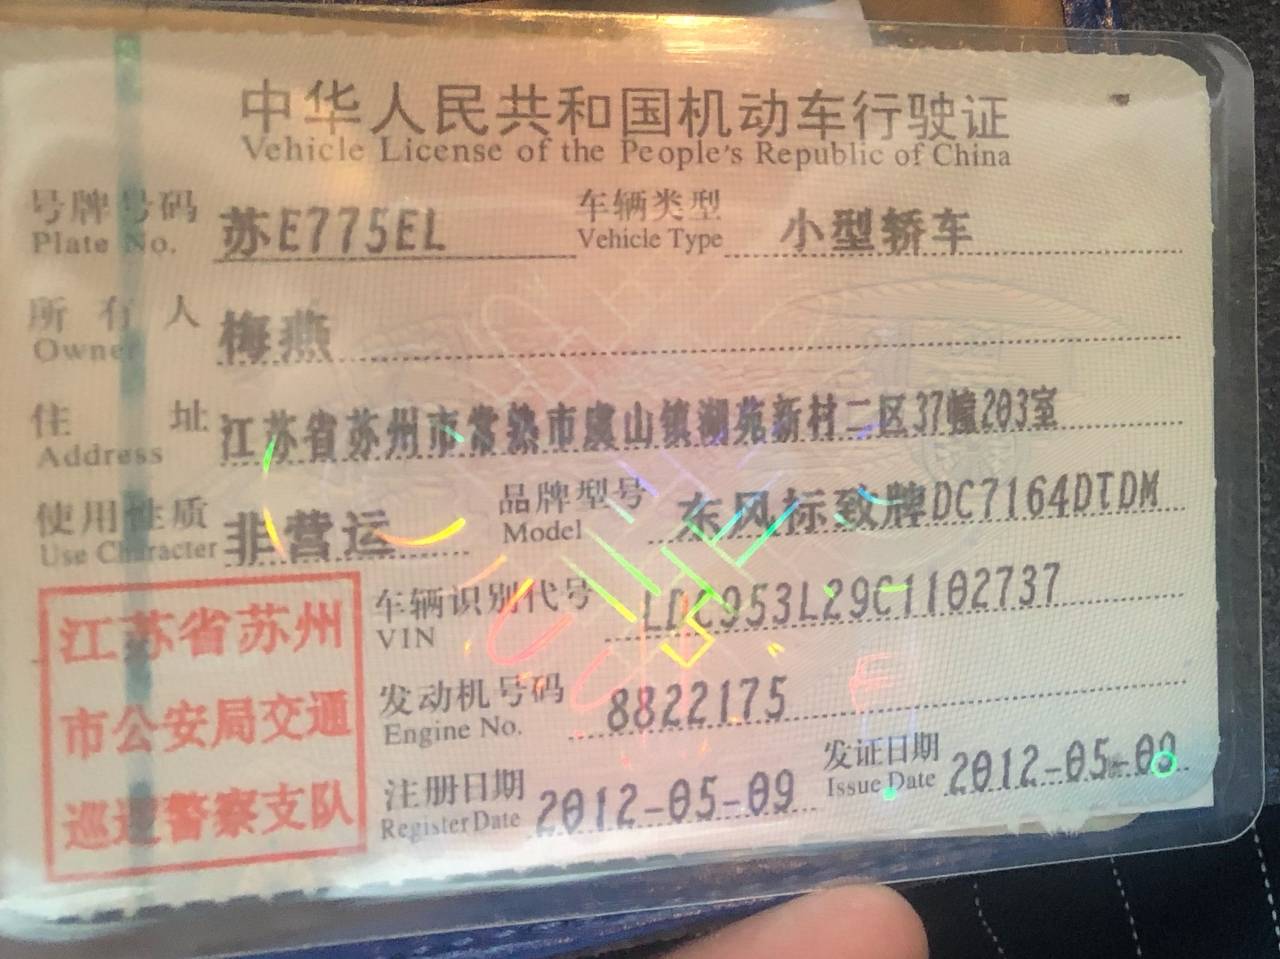 中华人民共和国机动车行驶证
Vehicle License of the People's Republic of China
号牌号码 苏E775EL 车辆类型 小型轿车
Plate No. Vehicle Type
所有人 梅燕
Owner
住址 江苏省苏州市常熟市虞山镇湖苑新村二区37幢203室
Address
使用性质 非营运 品牌型号 东风标致牌DC7164DTDM
Use Character Model
车辆识别代号 LDC953L29C1102737
VIN
发动机号码 8822175
Engine No.
注册日期 2012-05-09 发证日期 2012-05-09
Register Date Issue Date
江苏省苏州
市公安局交通
巡逻警察支队